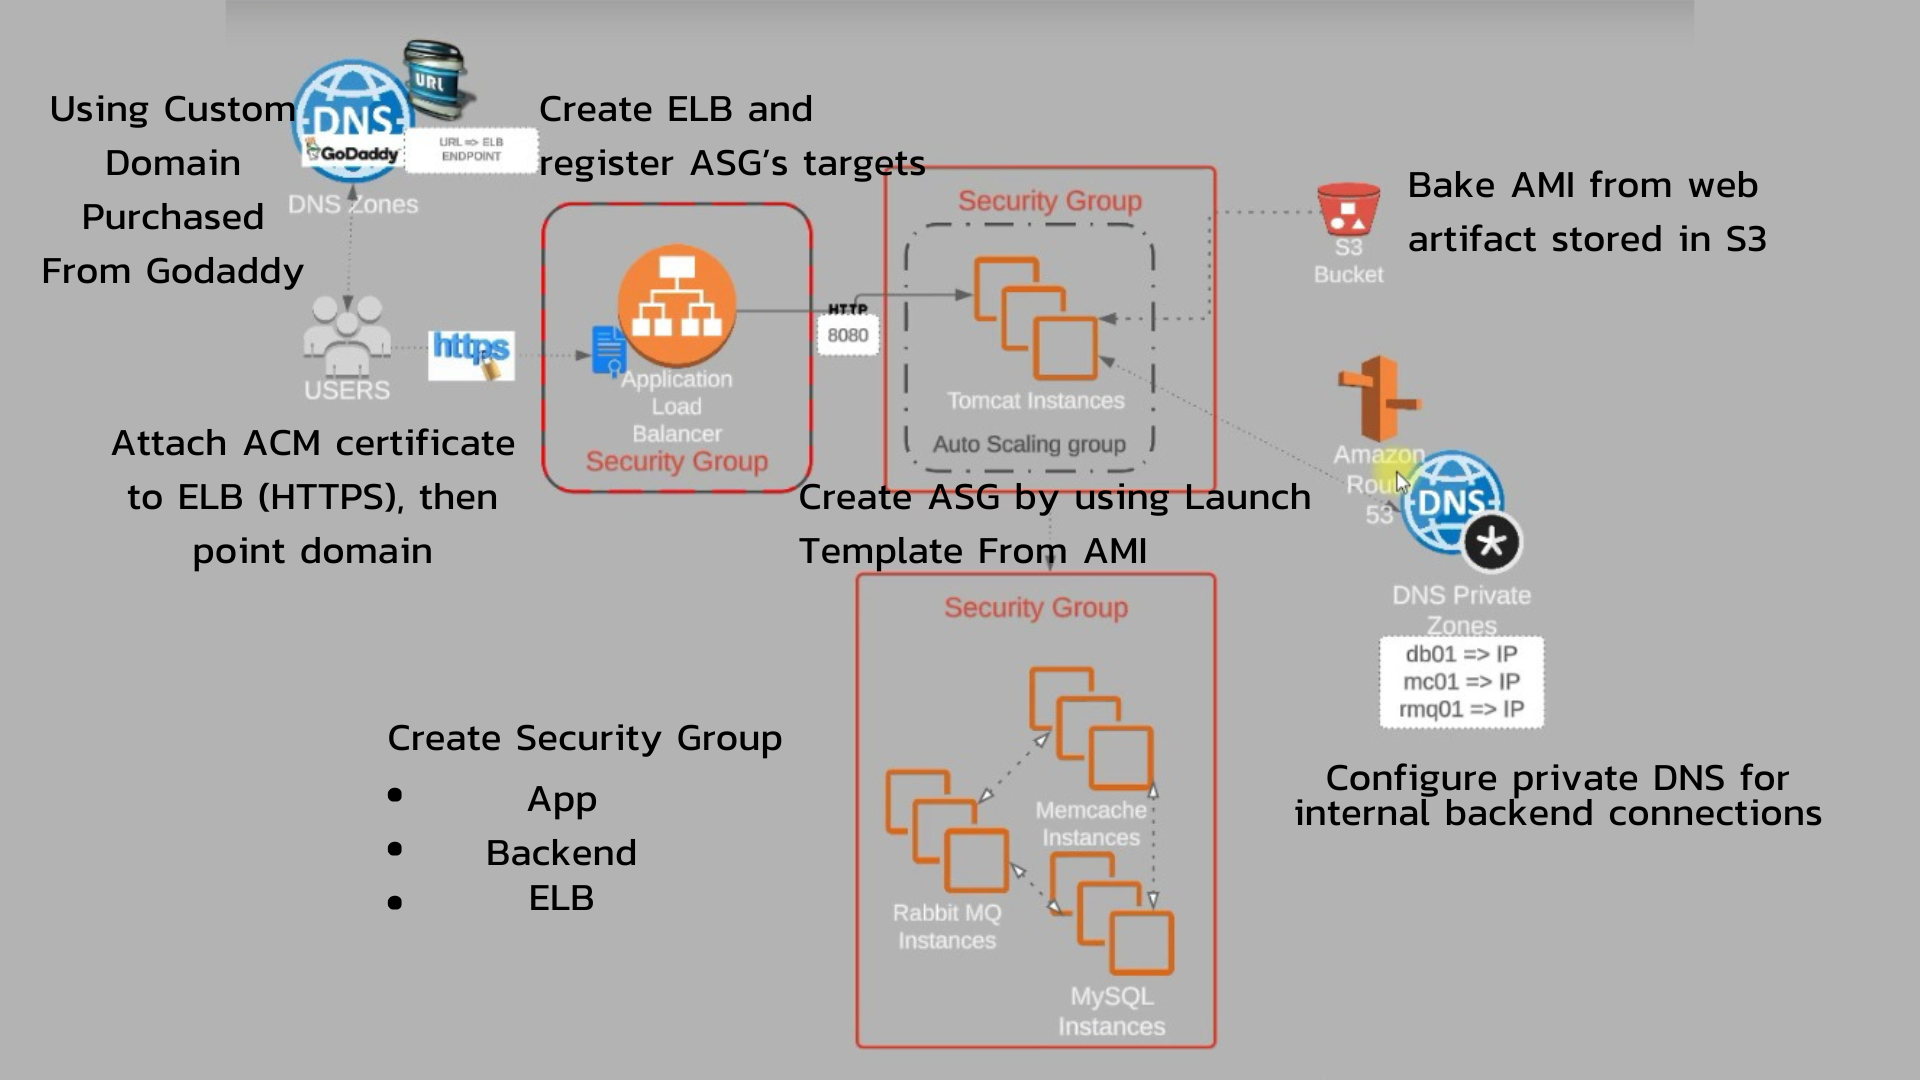 Using Custom
Domain
Purchased
From Godaddy
URL
DNS
GoDaddy
URL => ELB
ENDPOINT
DNS Zones
Create ELB and
register ASG's targets
USERS
https
Attach ACM certificate
to ELB (HTTPS), then
point domain
Application
Load
Balancer
Security Group
HTTP
8080
Security Group
Tomcat Instances
Auto Scaling group
Create ASG by using Launch
Template From AMI
S3
Bucket
Bake AMI from web
artifact stored in S3
Amazon
Route
53
DNS
*
DNS Private
Zones
db01 => IP
mc01 => IP
rmq01 => IP
Configure private DNS for
internal backend connections
Create Security Group
• App
• Backend
• ELB
Security Group
Memcache
Instances
Rabbit MQ
Instances
MySQL
Instances